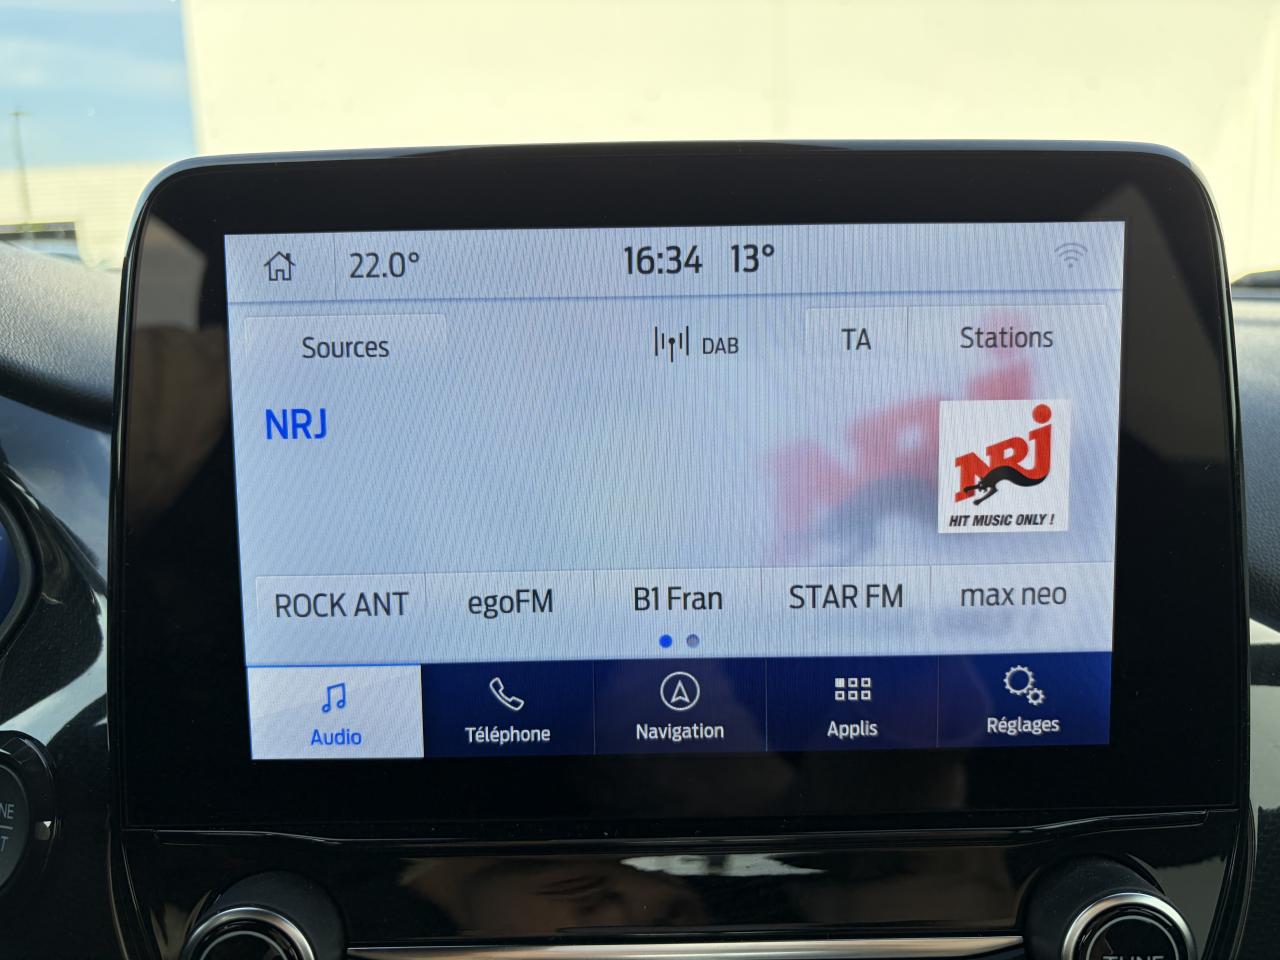 22.0° 16:34 13°
Sources DAB TA Stations
NRJ
NRJ
HIT MUSIC ONLY !
ROCK ANT egoFM B1 Fran STAR FM max neo
Audio Téléphone Navigation Applis Réglages
TUNE